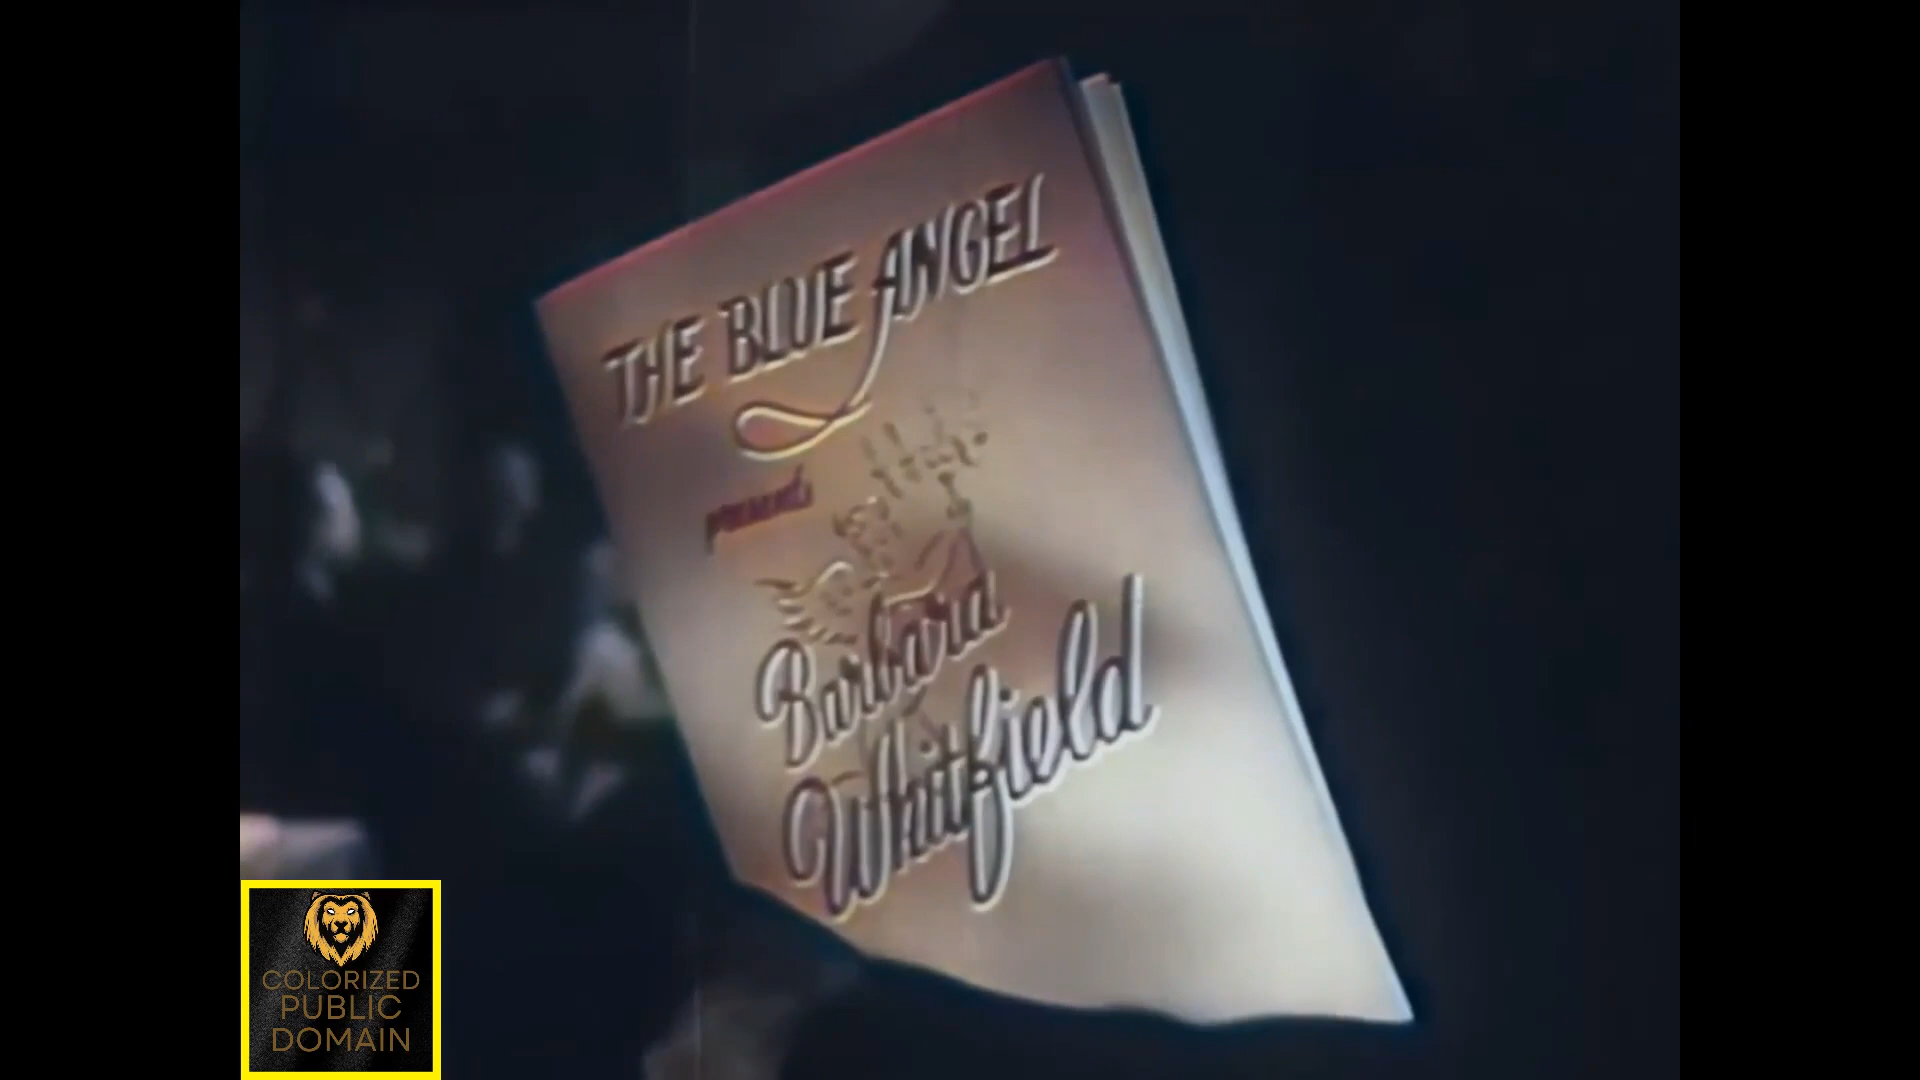 THE BLUE ANGEL
presents
Barbara
Whitfield
COLORIZED
PUBLIC
DOMAIN